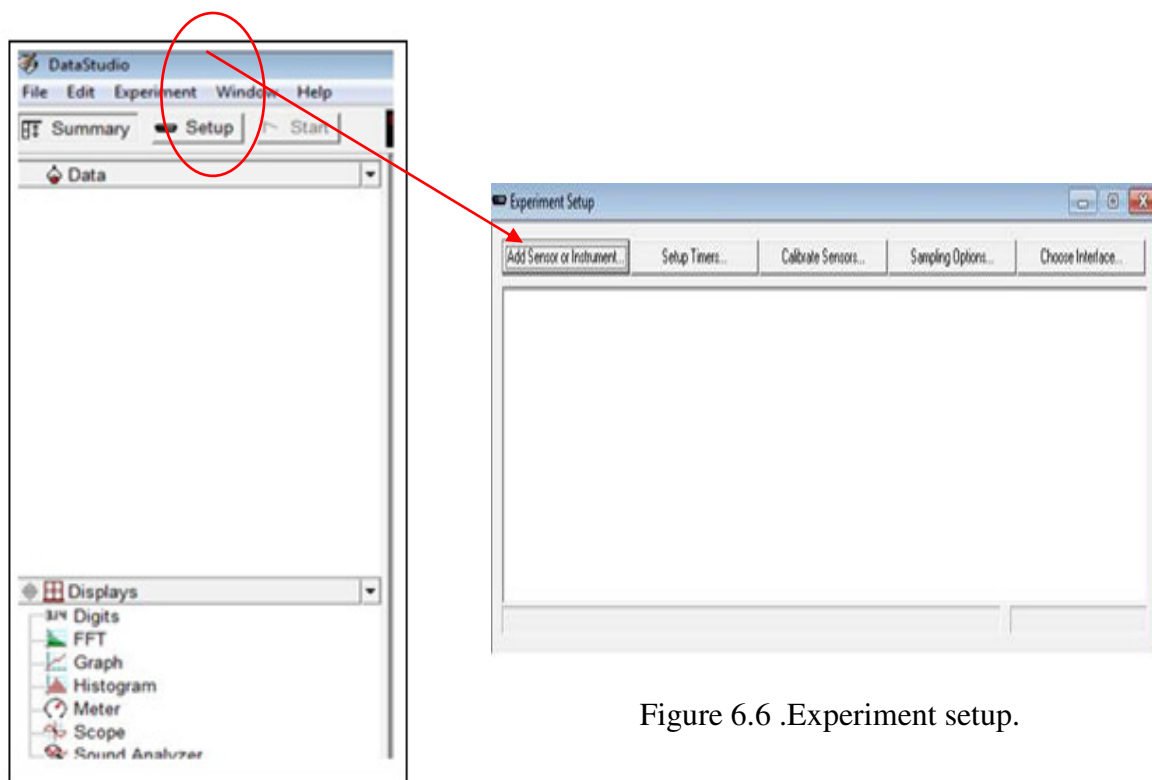 DataStudio
File Edit Experiment Window Help
Summary Setup Start
Data
Displays
Digits
FFT
Graph
Histogram
Meter
Scope
Sound Analyzer
Experiment Setup
Add Sensor or Instrument... Setup Timers... Calibrate Sensors... Sampling Options... Choose Interface...
Figure 6.6 .Experiment setup.